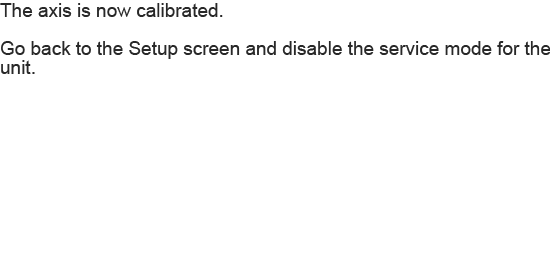 The axis is now calibrated.
Go back to the Setup screen and disable the service mode for the
unit.